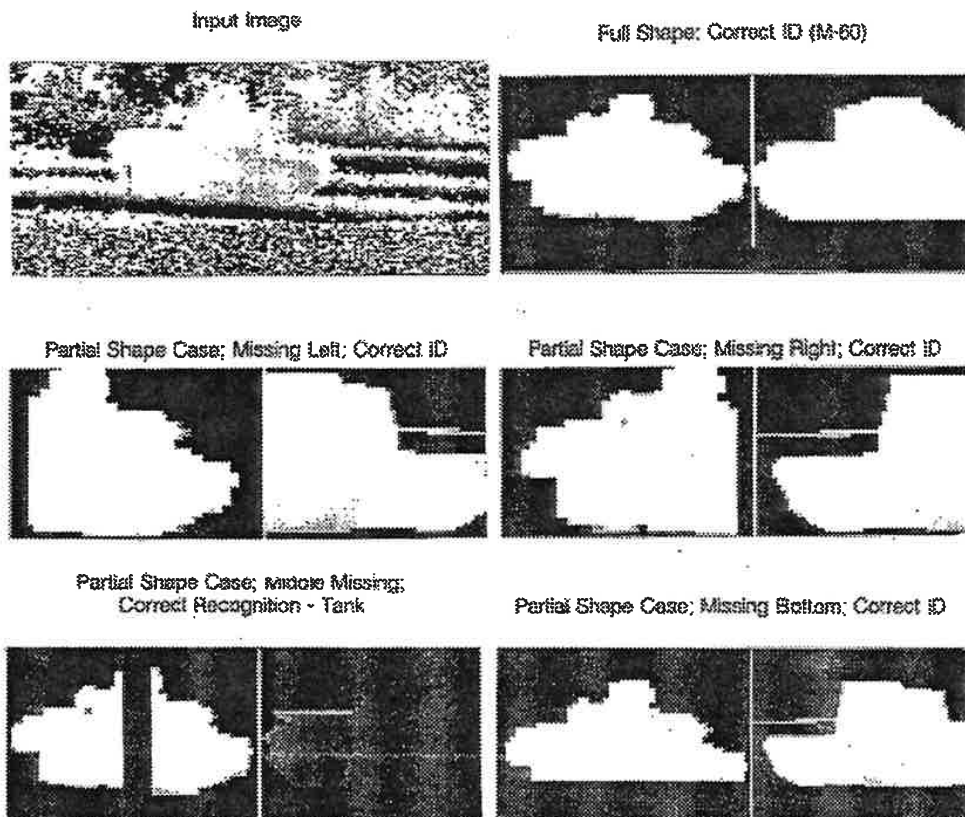 Input Image
Full Shape; Correct ID (M-60)
Partial Shape Case; Missing Left; Correct ID
Partial Shape Case; Missing Right; Correct ID
Partial Shape Case; Middle Missing;
Correct Recognition - Tank
Partial Shape Case; Missing Bottom; Correct ID